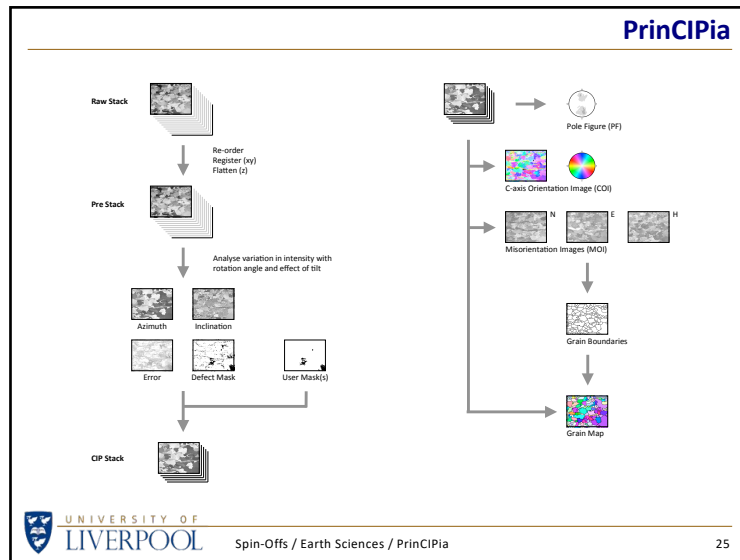 PrinCIPia
Raw Stack
Re-order
Register (xy)
Flatten (z)
Pre Stack
Analyse variation in intensity with
rotation angle and effect of tilt
Azimuth
Inclination
Error
Defect Mask
User Mask(s)
CIP Stack
Pole Figure (PF)
C-axis Orientation Image (COI)
N
E
H
Misorientation Images (MOI)
Grain Boundaries
Grain Map
UNIVERSITY OF
LIVERPOOL
Spin-Offs / Earth Sciences / PrinCIPia
25